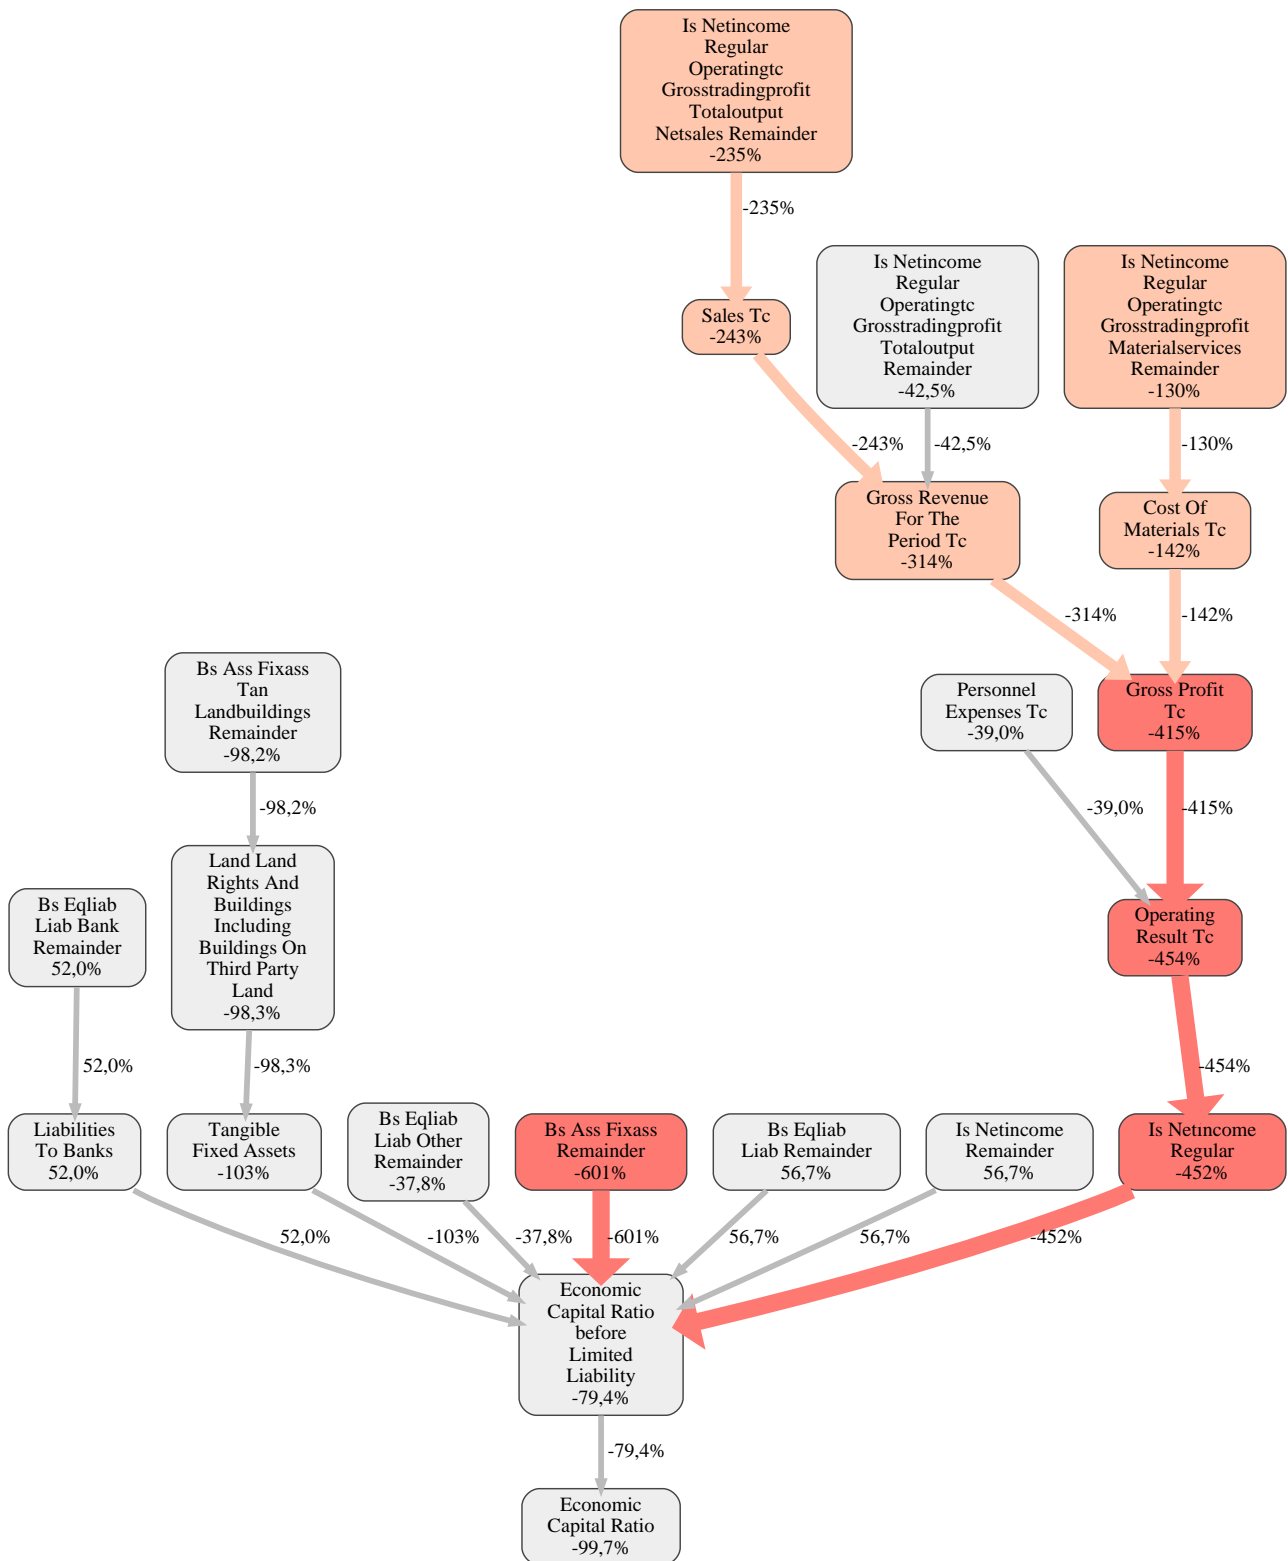 Is Netincome
Regular
Operatingtc
Grosstradingprofit
Totaloutput
Netsales Remainder
-235%
-235%
Is Netincome
Regular
Operatingtc
Grosstradingprofit
Totaloutput
Remainder
-42,5%
Is Netincome
Regular
Operatingtc
Grosstradingprofit
Materialservices
Remainder
-130%
Sales Tc
-243%
-243%
-42,5%
-130%
Gross Revenue
For The
Period Tc
-314%
Cost Of
Materials Tc
-142%
-314%
-142%
Bs Ass Fixass
Tan
Landbuildings
Remainder
-98,2%
Personnel
Expenses Tc
-39,0%
Gross Profit
Tc
-415%
-98,2%
-39,0%
-415%
Bs Eqliab
Liab Bank
Remainder
52,0%
Land Land
Rights And
Buildings
Including
Buildings On
Third Party
Land
-98,3%
Operating
Result Tc
-454%
52,0%
-98,3%
-454%
Liabilities
To Banks
52,0%
Tangible
Fixed Assets
-103%
Bs Eqliab
Liab Other
Remainder
-37,8%
Bs Ass Fixass
Remainder
-601%
Bs Eqliab
Liab Remainder
56,7%
Is Netincome
Remainder
56,7%
Is Netincome
Regular
-452%
52,0%
-103%
-37,8%
-601%
56,7%
56,7%
-452%
Economic
Capital Ratio
before
Limited
Liability
-79,4%
-79,4%
Economic
Capital Ratio
-99,7%